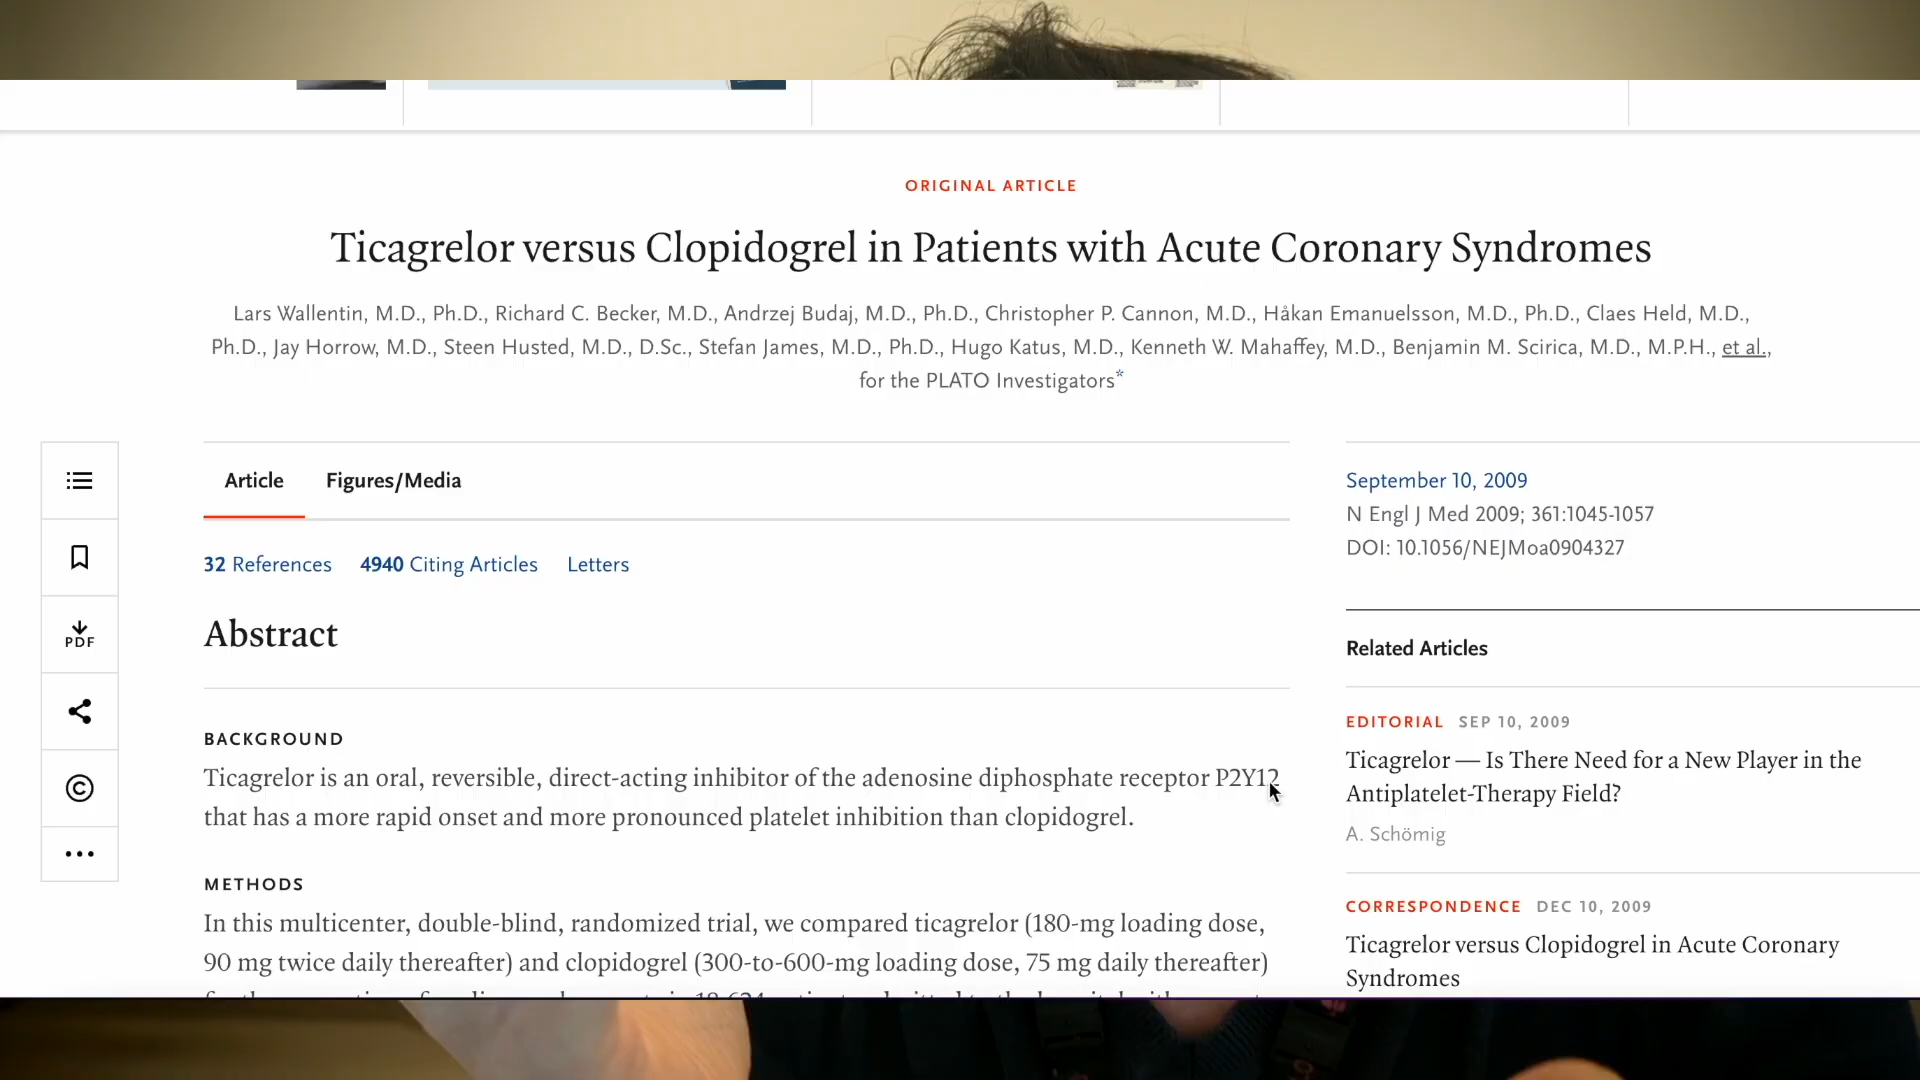 ORIGINAL ARTICLE
Ticagrelor versus Clopidogrel in Patients with Acute Coronary Syndromes
Lars Wallentin, M.D., Ph.D., Richard C. Becker, M.D., Andrzej Budaj, M.D., Ph.D., Christopher P. Cannon, M.D., Håkan Emanuelsson, M.D., Ph.D., Claes Held, M.D.,
Ph.D., Jay Horrow, M.D., Steen Husted, M.D., D.Sc., Stefan James, M.D., Ph.D., Hugo Katus, M.D., Kenneth W. Mahaffey, M.D., Benjamin M. Scirica, M.D., M.P.H., et al.,
for the PLATO Investigators*
Article Figures/Media
32 References 4940 Citing Articles Letters
Abstract
BACKGROUND
Ticagrelor is an oral, reversible, direct-acting inhibitor of the adenosine diphosphate receptor P2Y12
that has a more rapid onset and more pronounced platelet inhibition than clopidogrel.
METHODS
In this multicenter, double-blind, randomized trial, we compared ticagrelor (180-mg loading dose,
90 mg twice daily thereafter) and clopidogrel (300-to-600-mg loading dose, 75 mg daily thereafter)
PDF
September 10, 2009
N Engl J Med 2009; 361:1045-1057
DOI: 10.1056/NEJMoa0904327
Related Articles
EDITORIAL SEP 10, 2009
Ticagrelor — Is There Need for a New Player in the
Antiplatelet-Therapy Field?
A. Schömig
CORRESPONDENCE DEC 10, 2009
Ticagrelor versus Clopidogrel in Acute Coronary
Syndromes